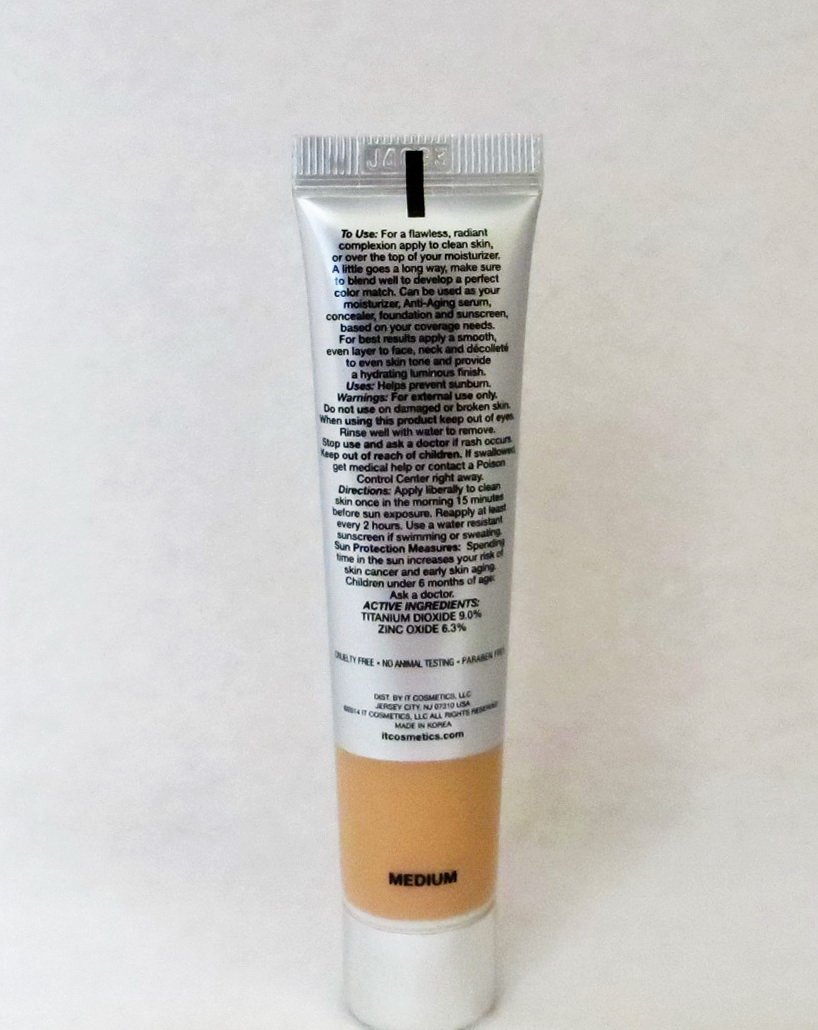 To Use: For a flawless, radiant
complexion apply to clean skin,
or over the top of your moisturizer.
A little goes a long way, make sure
to blend well to develop a perfect
color match. Can be used as your
moisturizer, Anti-Aging serum,
concealer, foundation and sunscreen,
based on your coverage needs.
For best results apply a smooth,
even layer to face, neck and décolleté
to even skin tone and provide
a hydrating luminous finish.
Uses: Helps prevent sunburn.
Warnings: For external use only.
Do not use on damaged or broken skin.
When using this product keep out of eyes.
Rinse well with water to remove.
Stop use and ask a doctor if rash occurs.
Keep out of reach of children. If swallowed
get medical help or contact a Poison
Control Center right away.
Directions: Apply liberally to clean
skin once in the morning 15 minutes
before sun exposure. Reapply at least
every 2 hours. Use a water resistant
sunscreen if swimming or sweating.
Sun Protection Measures: Spending
time in the sun increases your risk of
skin cancer and early skin aging.
Children under 6 months of age:
Ask a doctor.
ACTIVE INGREDIENTS:
TITANIUM DIOXIDE 9.0%
ZINC OXIDE 6.3%
CRUELTY FREE • NO ANIMAL TESTING • PARABEN FREE
DIST. BY IT COSMETICS, LLC
JERSEY CITY, NJ 07310 USA
©2014 IT COSMETICS, LLC ALL RIGHTS RESERVED
MADE IN KOREA
itcosmetics.com
MEDIUM